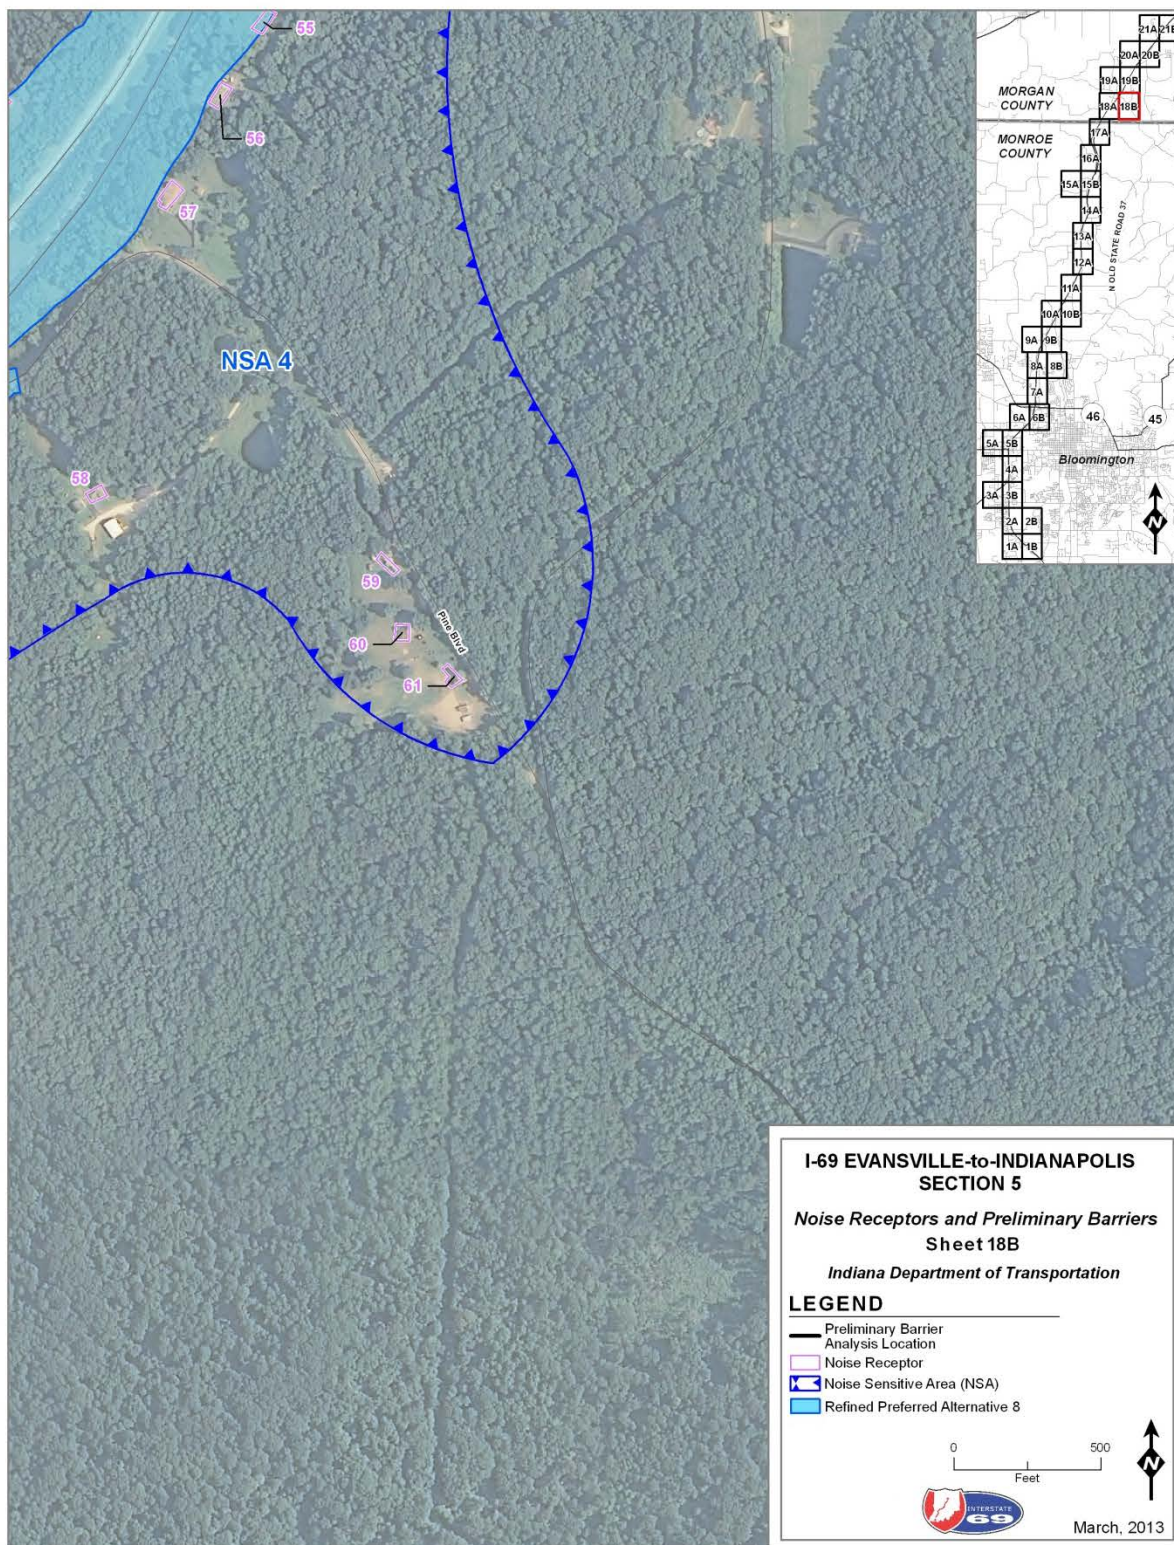 55
56
57
NSA 4
58
59
60
61
Pine Blvd
21A 21B
20A 20B
19A 19B
MORGAN
COUNTY
18A 18B
17A
MONROE
COUNTY
16A
15A 15B
14A
N OLD STATE ROAD 37
13A
12A
11A
10A 10B
9A 9B
8A 8B
7A
6A 6B
46
45
5A 5B
Bloomington
4A
3A 3B
2A 2B
1A 1B
N
I-69 EVANSVILLE-to-INDIANAPOLIS
SECTION 5
Noise Receptors and Preliminary Barriers
Sheet 18B
Indiana Department of Transportation
LEGEND
Preliminary Barrier
Analysis Location
Noise Receptor
Noise Sensitive Area (NSA)
Refined Preferred Alternative 8
0 500
Feet
N
INTERSTATE
69
March, 2013